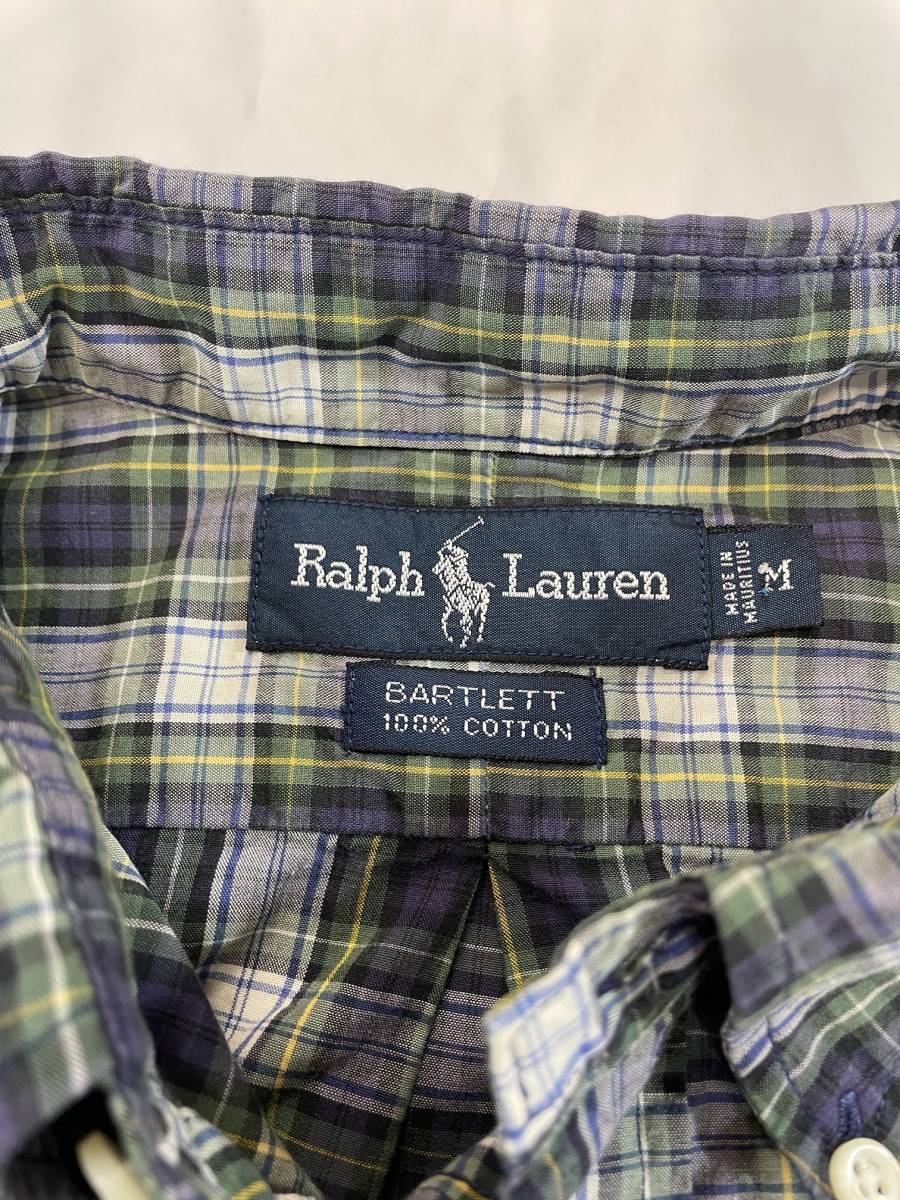 Ralph Lauren
MADE IN
MAURITIUS
M
BARTLETT
100% COTTON